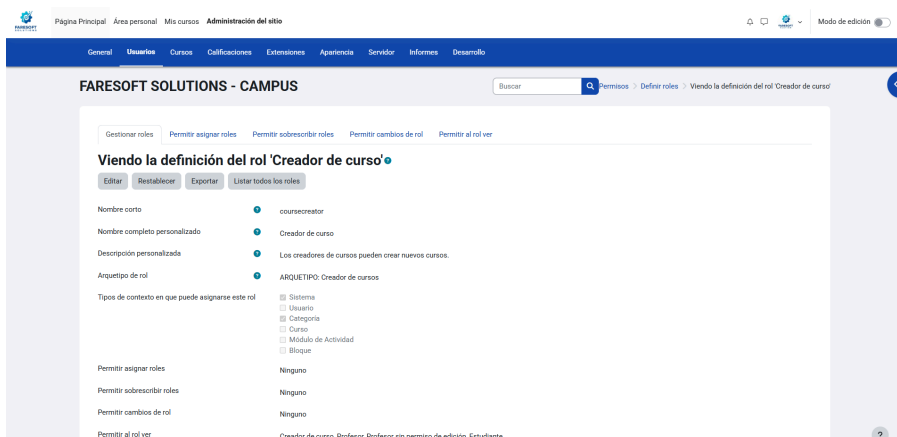 FARESOFT
SOLUTIONS
Página Principal Área personal Mis cursos Administración del sitio
Modo de edición
General Usuarios Cursos Calificaciones Extensiones Apariencia Servidor Informes Desarrollo
FARESOFT SOLUTIONS - CAMPUS
Buscar
Permisos > Definir roles > Viendo la definición del rol 'Creador de curso'
Gestionar roles Permitir asignar roles Permitir sobrescribir roles Permitir cambios de rol Permitir al rol ver
Viendo la definición del rol 'Creador de curso'
Editar Restablecer Exportar Listar todos los roles
Nombre corto coursecreator
Nombre completo personalizado Creador de curso
Descripción personalizada Los creadores de cursos pueden crear nuevos cursos.
Arquetipo de rol ARQUETIPO: Creador de cursos
Tipos de contexto en que puede asignarse este rol Sistema
Usuario
Categoría
Curso
Módulo de Actividad
Bloque
Permitir asignar roles Ninguno
Permitir sobrescribir roles Ninguno
Permitir cambios de rol Ninguno
Permitir al rol ver Creador de curso, Profesor, Profesor sin permiso de edición, Estudiante
?